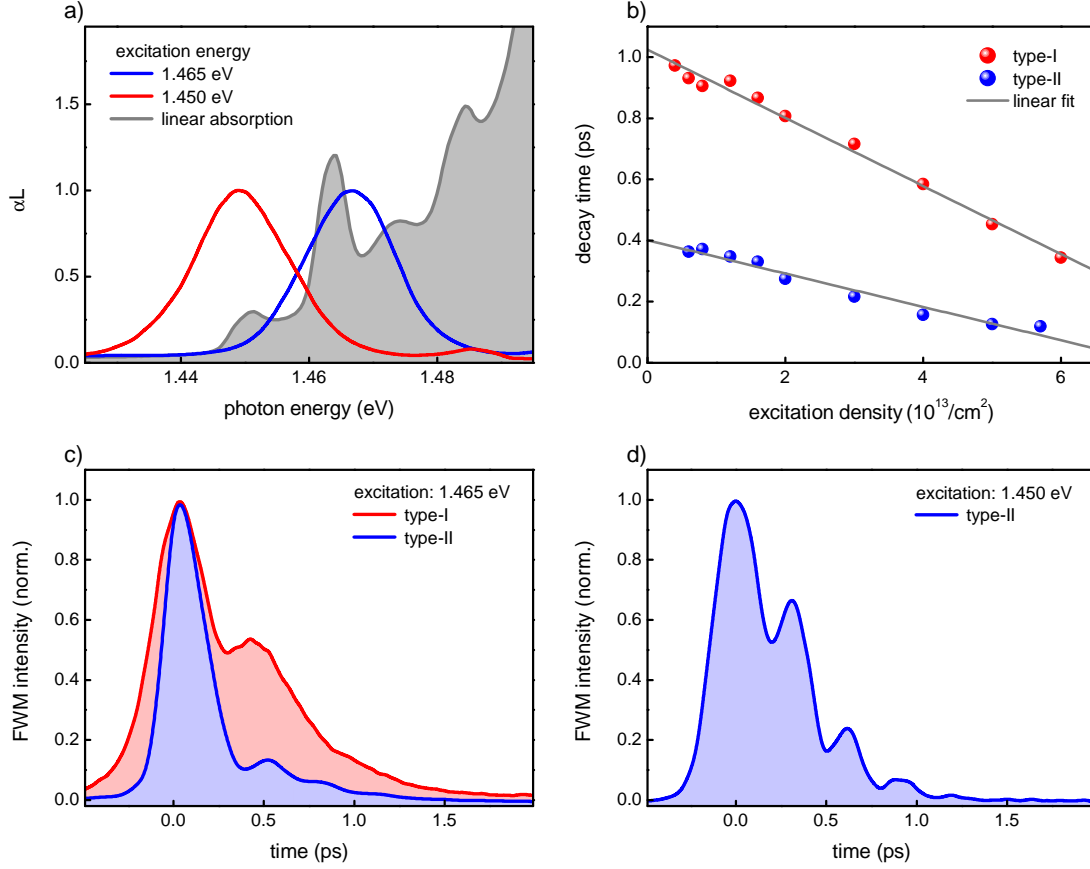 a)
excitation energy
1.465 eV
1.450 eV
linear absorption
αL
1.5
1.0
0.5
0.0
1.44
1.46
1.48
photon energy (eV)
b)
type-I
type-II
linear fit
decay time (ps)
1.0
0.8
0.6
0.4
0.2
0.0
0
2
4
6
excitation density (10¹³/cm²)
c)
excitation: 1.465 eV
type-I
type-II
FWM intensity (norm.)
1.0
0.8
0.6
0.4
0.2
0.0
0.0
0.5
1.0
1.5
time (ps)
d)
excitation: 1.450 eV
type-II
FWM intensity (norm.)
1.0
0.8
0.6
0.4
0.2
0.0
0.0
0.5
1.0
1.5
time (ps)